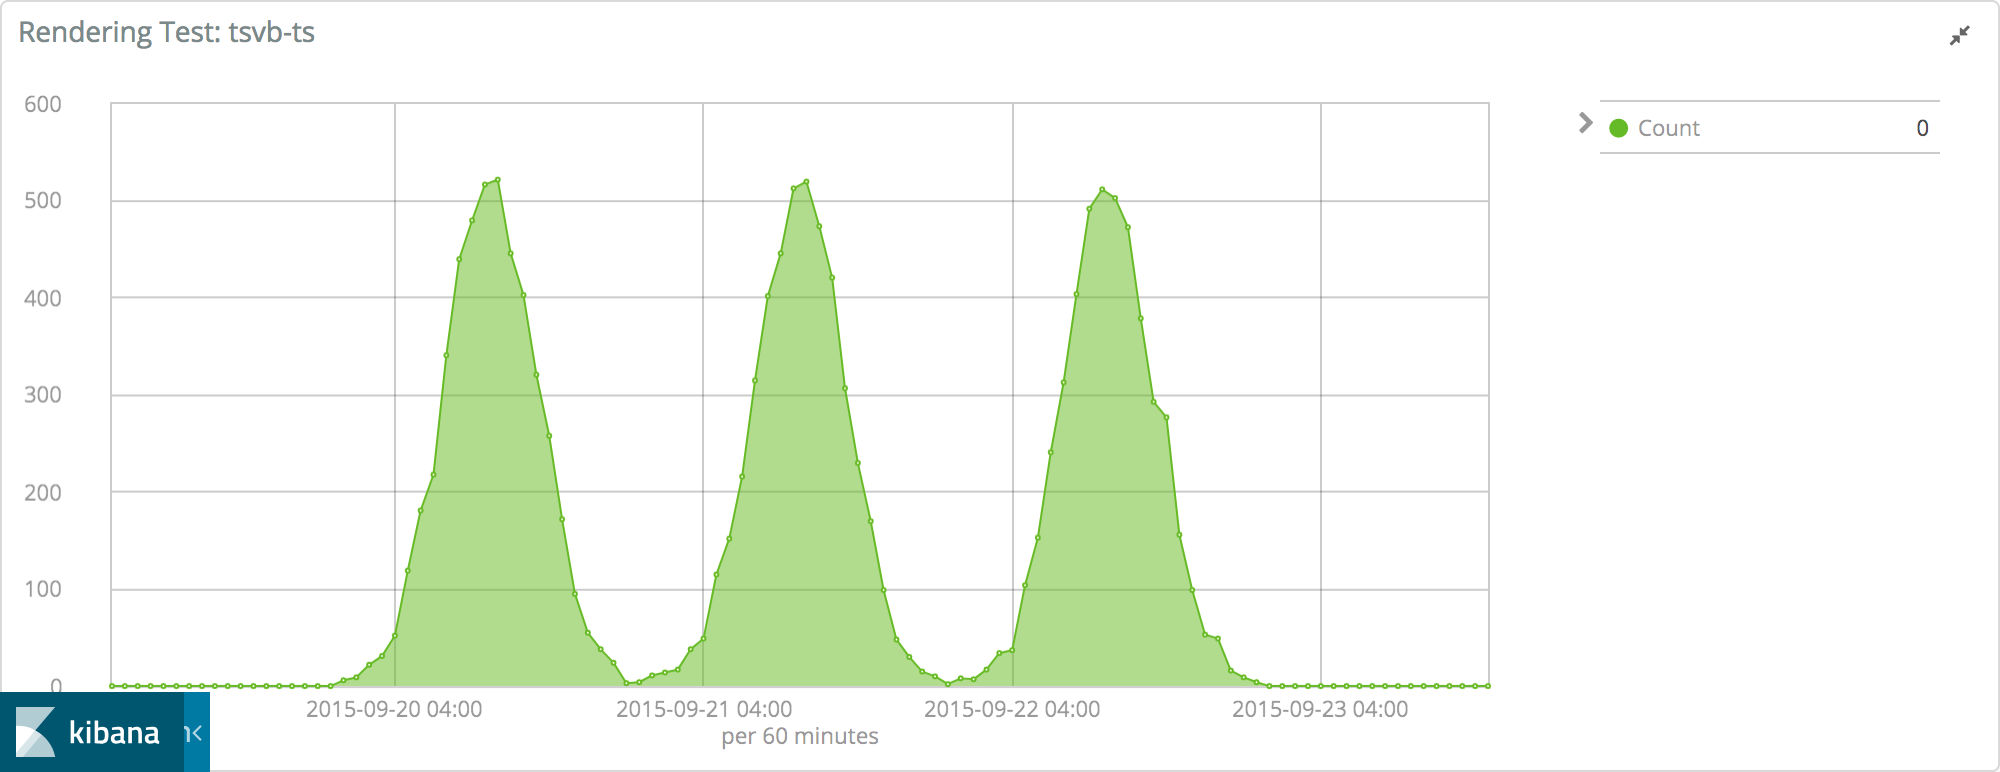 Rendering Test: tsvb-ts
600
500
400
300
200
100
0
2015-09-20 04:00
2015-09-21 04:00
2015-09-22 04:00
2015-09-23 04:00
per 60 minutes
Count 0
kibana